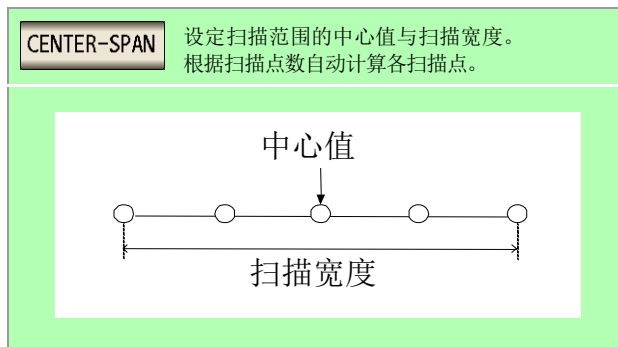 CENTER-SPAN
设定扫描范围的中心值与扫描宽度。
根据扫描点数自动计算各扫描点。
中心值
扫描宽度